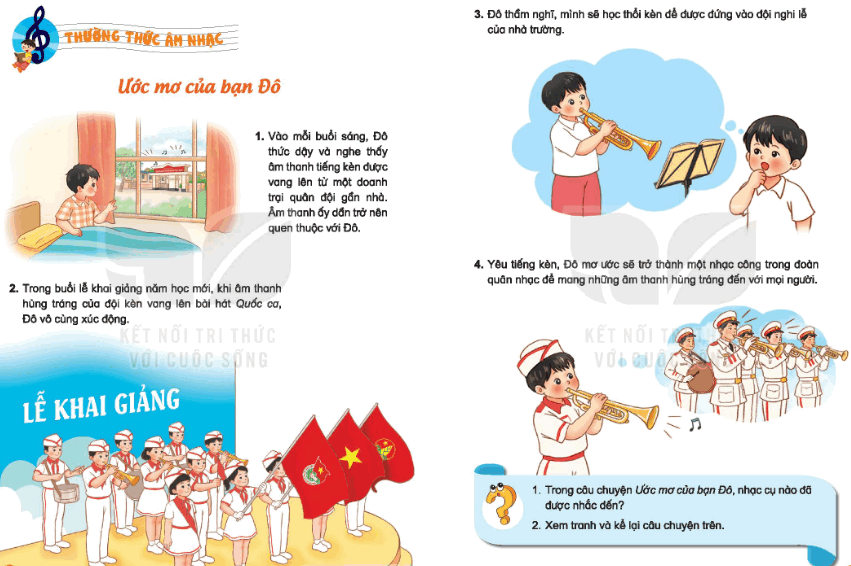 THƯỜNG THỨC ÂM NHẠC
Ước mơ của bạn Đô
1. Vào mỗi buổi sáng, Đô
thức dậy và nghe thấy
âm thanh tiếng kèn được
vang lên từ một doanh
trại quân đội gần nhà.
Âm thanh ấy dần trở nên
quen thuộc với Đô.
2. Trong buổi lễ khai giảng năm học mới, khi âm thanh
hùng tráng của đội kèn vang lên bài hát Quốc ca,
Đô vô cùng xúc động.
KẾT NỐI TRI THỨC
VỚI CUỘC SỐNG
LỄ KHAI GIẢNG
3. Đô thầm nghĩ, mình sẽ học thổi kèn để được đứng vào đội nghi lễ
của nhà trường.
4. Yêu tiếng kèn, Đô mơ ước sẽ trở thành một nhạc công trong đoàn
quân nhạc để mang những âm thanh hùng tráng đến với mọi người.
KẾT NỐI TRI THỨC
VỚI CUỘC SỐNG
1. Trong câu chuyện Ước mơ của bạn Đô, nhạc cụ nào đã
được nhắc đến?
2. Xem tranh và kể lại câu chuyện trên.